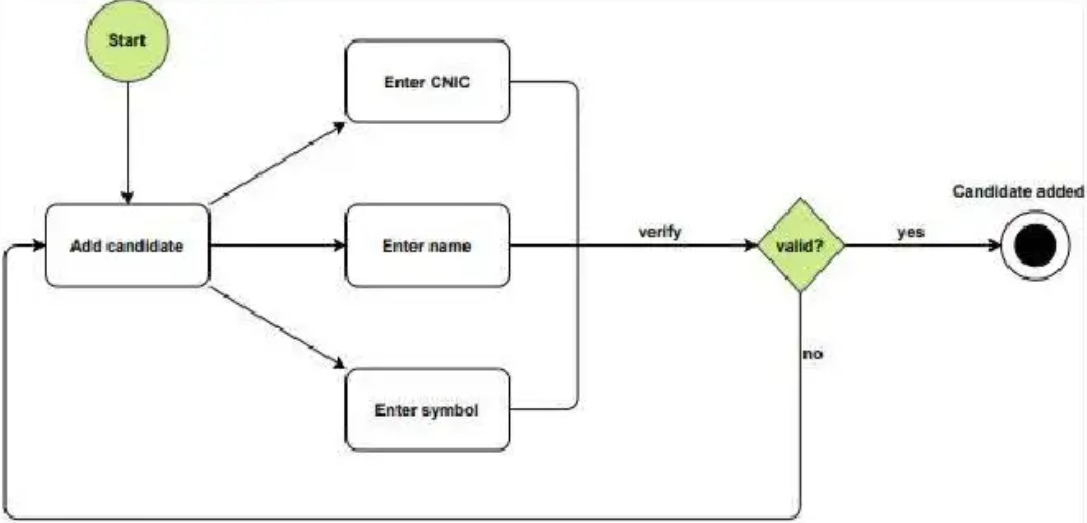 Start
Enter CNIC
Candidate added
Add candidate
Enter name
verify
valid?
yes
no
Enter symbol